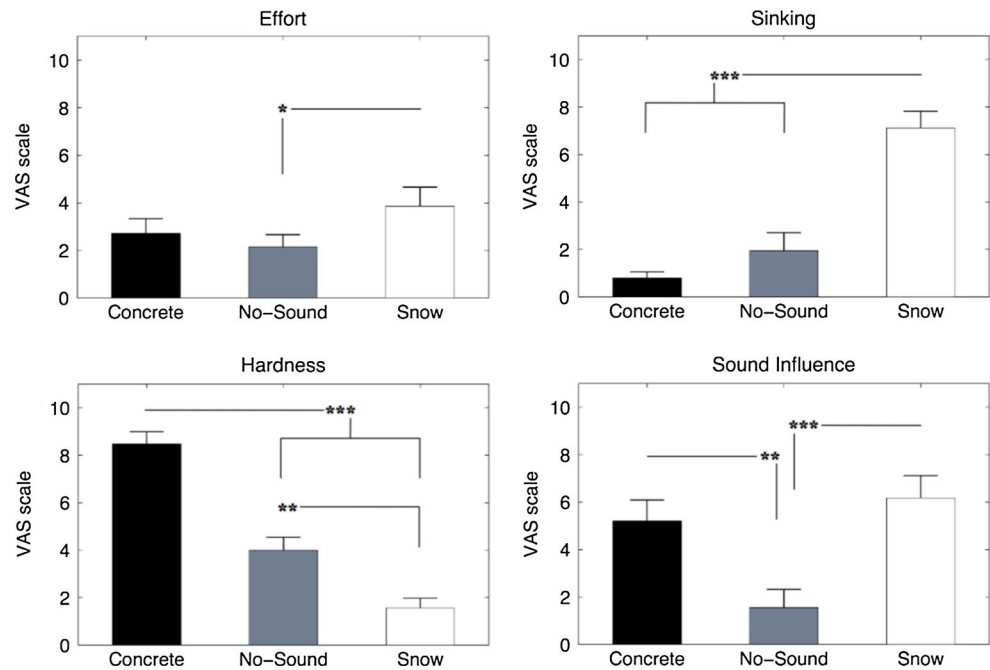 Effort
VAS scale
10
8
6
4
2
0
*
Concrete No–Sound Snow
Sinking
VAS scale
10
8
6
4
2
0
***
Concrete No–Sound Snow
Hardness
VAS scale
10
8
6
4
2
0
***
**
Concrete No–Sound Snow
Sound Influence
VAS scale
10
8
6
4
2
0
***
**
Concrete No–Sound Snow